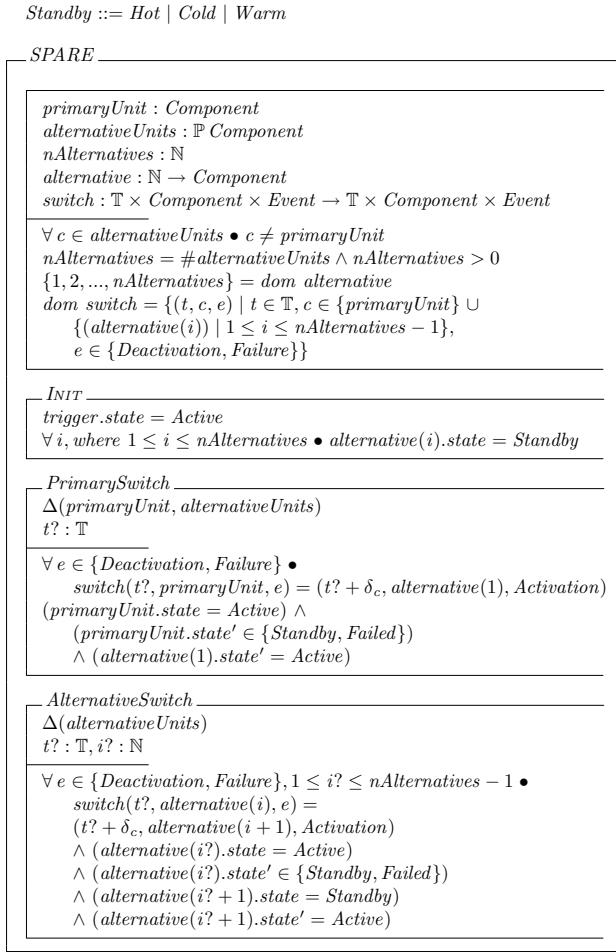 Standby ::= Hot | Cold | Warm
SPARE
primaryUnit : Component
alternativeUnits : ℙ Component
nAlternatives : ℕ
alternative : ℕ → Component
switch : 𝕋 × Component × Event → 𝕋 × Component × Event
∀ c ∈ alternativeUnits • c ≠ primaryUnit
nAlternatives = #alternativeUnits ∧ nAlternatives > 0
{1, 2, ..., nAlternatives} = dom alternative
dom switch = {(t, c, e) | t ∈ 𝕋, c ∈ {primaryUnit} ∪
{(alternative(i)) | 1 ≤ i ≤ nAlternatives − 1},
e ∈ {Deactivation, Failure}}
INIT
trigger.state = Active
∀ i, where 1 ≤ i ≤ nAlternatives • alternative(i).state = Standby
PrimarySwitch
Δ(primaryUnit, alternativeUnits)
t? : 𝕋
∀ e ∈ {Deactivation, Failure} •
switch(t?, primaryUnit, e) = (t? + δc, alternative(1), Activation)
(primaryUnit.state = Active) ∧
(primaryUnit.state′ ∈ {Standby, Failed})
∧ (alternative(1).state′ = Active)
AlternativeSwitch
Δ(alternativeUnits)
t? : 𝕋, i? : ℕ
∀ e ∈ {Deactivation, Failure}, 1 ≤ i? ≤ nAlternatives − 1 •
switch(t?, alternative(i), e) =
(t? + δc, alternative(i + 1), Activation)
∧ (alternative(i?).state = Active)
∧ (alternative(i?).state′ ∈ {Standby, Failed})
∧ (alternative(i? + 1).state = Standby)
∧ (alternative(i? + 1).state′ = Active)